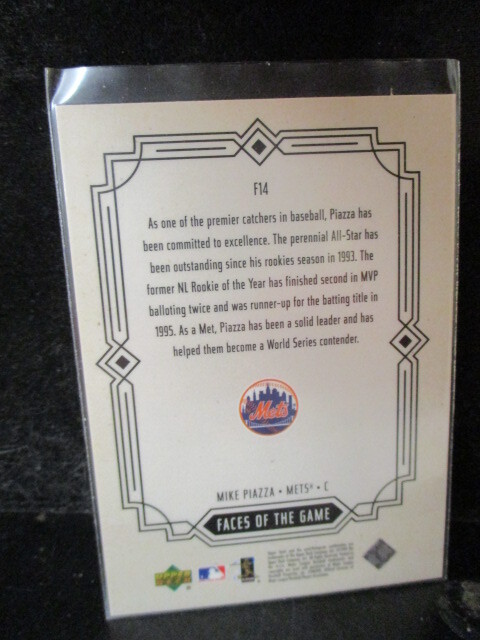 F14
As one of the premier catchers in baseball, Piazza has
been committed to excellence. The perennial All-Star has
been outstanding since his rookies season in 1993. The
former NL Rookie of the Year has finished second in MVP
balloting twice and was runner-up for the batting title in
1995. As a Met, Piazza has been a solid leader and has
helped them become a World Series contender.
Mets
MIKE PIAZZA • METS® • C
FACES OF THE GAME